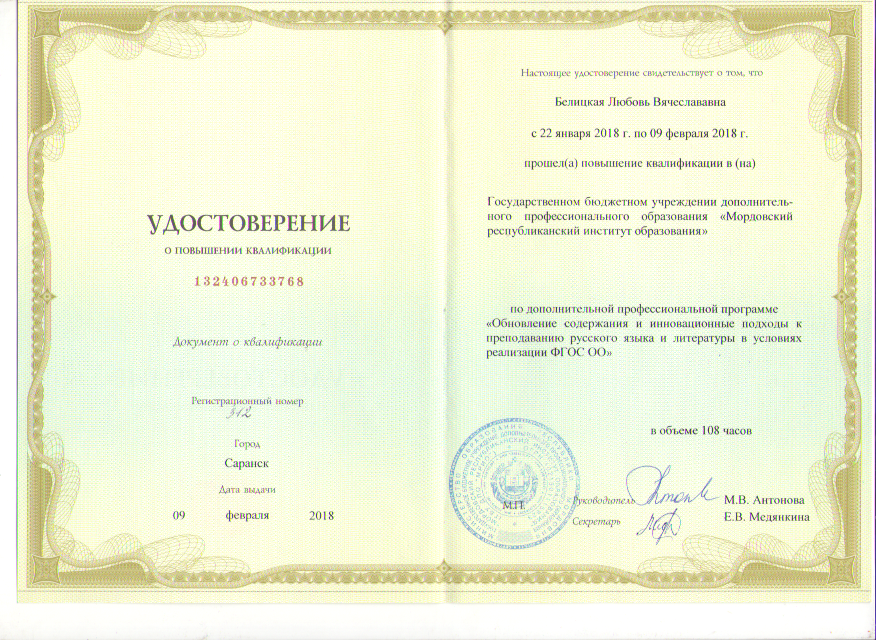 УДОСТОВЕРЕНИЕ
О ПОВЫШЕНИИ КВАЛИФИКАЦИИ
132406733768
Документ о квалификации
Регистрационный номер
312
Город
Саранск
Дата выдачи
09 февраля 2018
Настоящее удостоверение свидетельствует о том, что
Белицкая Любовь Вячеслававна
с 22 января 2018 г. по 09 февраля 2018 г.
прошел(а) повышение квалификации в (на)
Государственном бюджетном учреждении дополнитель-
ного профессионального образования «Мордовский
республиканский институт образования»
по дополнительной профессиональной программе
«Обновление содержания и инновационные подходы к
преподаванию русского языка и литературы в условиях
реализации ФГОС ОО»
в объеме 108 часов
М.П.
Руководитель М.В. Антонова
Секретарь Е.В. Медянкина